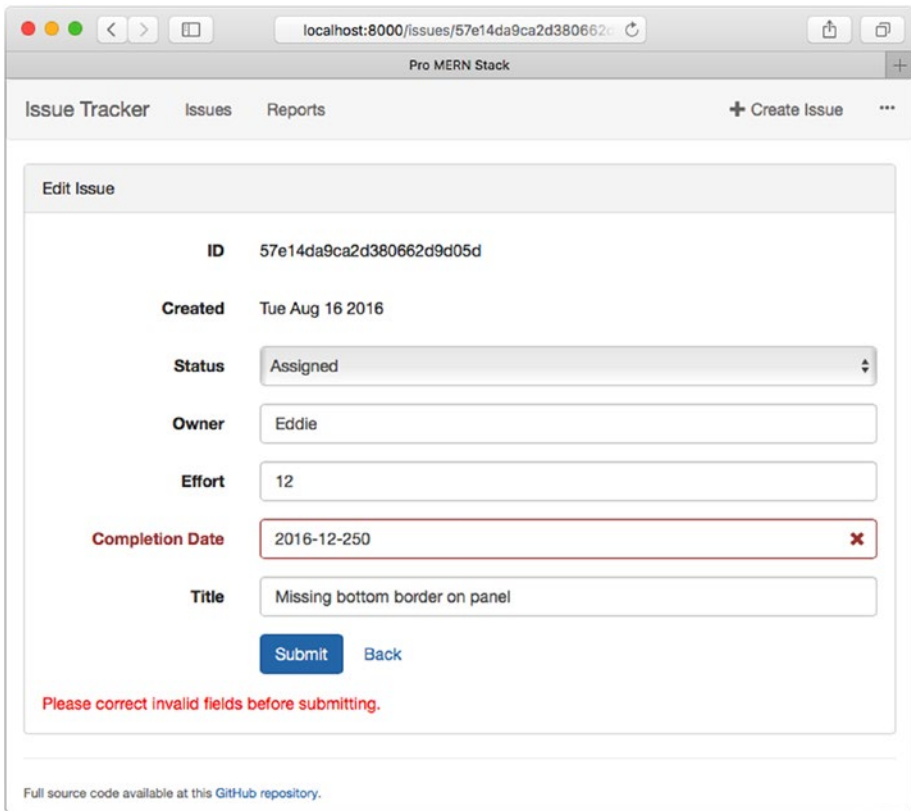 localhost:8000/issues/57e14da9ca2d380662
Pro MERN Stack
Issue Tracker Issues Reports + Create Issue ...
Edit Issue
ID 57e14da9ca2d380662d9d05d
Created Tue Aug 16 2016
Status Assigned
Owner Eddie
Effort 12
Completion Date 2016-12-250
Title Missing bottom border on panel
Submit Back
Please correct invalid fields before submitting.
Full source code available at this GitHub repository.